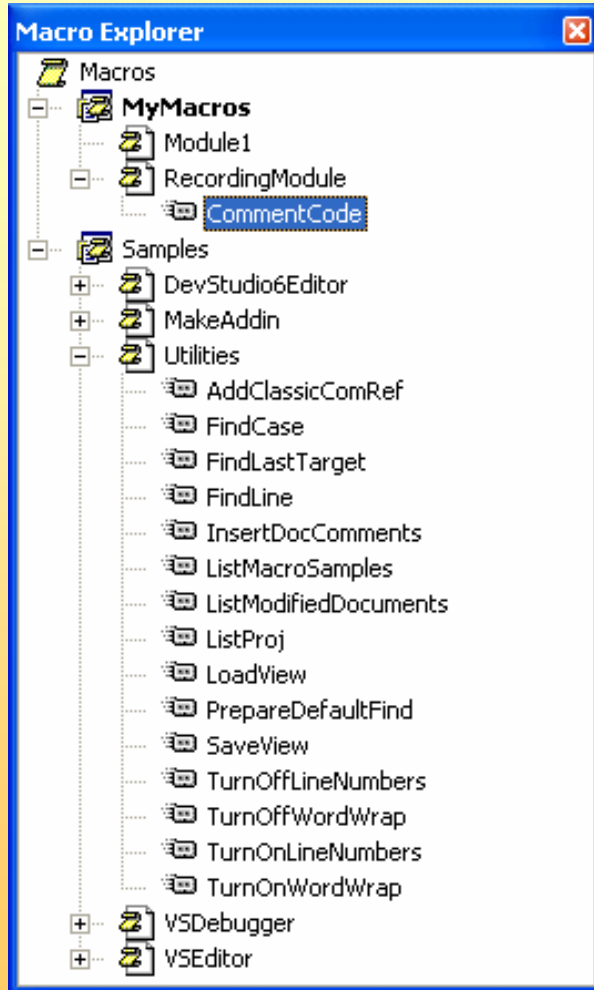 Macro Explorer
Macros
MyMacros
Module1
RecordingModule
CommentCode
Samples
DevStudio6Editor
MakeAddin
Utilities
AddClassicComRef
FindCase
FindLastTarget
FindLine
InsertDocComments
ListMacroSamples
ListModifiedDocuments
ListProj
LoadView
PrepareDefaultFind
SaveView
TurnOffLineNumbers
TurnOffWordWrap
TurnOnLineNumbers
TurnOnWordWrap
VSDebugger
VSEditor